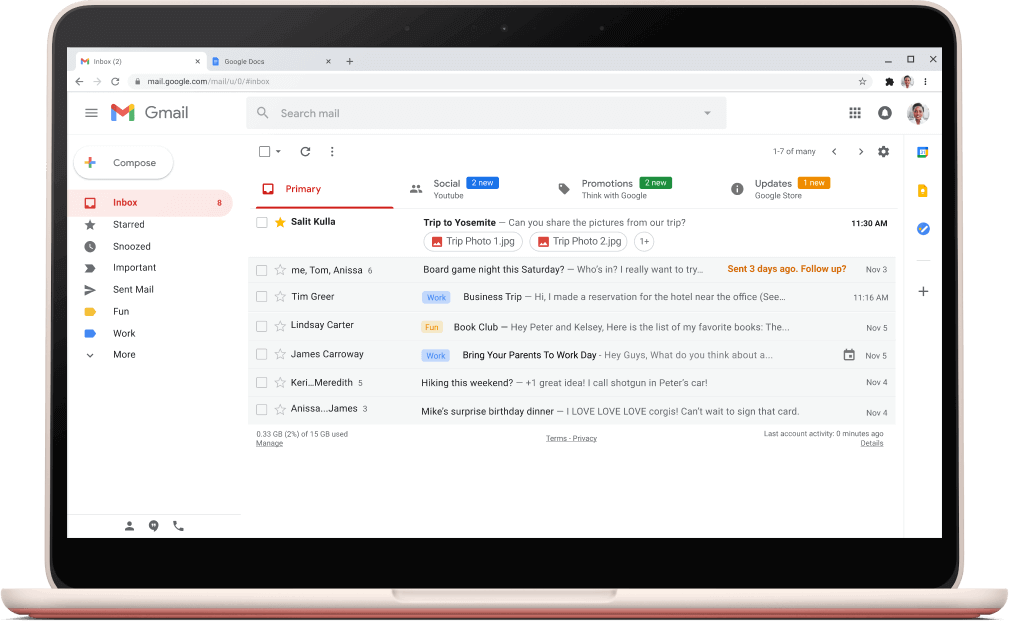 Inbox (2)
Google Docs
mail.google.com/mail/u/0/#inbox
Gmail
Search mail
Compose
1-7 of many
Primary
Social 2 new
Youtube
Promotions 2 new
Think with Google
Updates 1 new
Google Store
Inbox 8
Starred
Snoozed
Important
Sent Mail
Fun
Work
More
Salit Kulla Trip to Yosemite — Can you share the pictures from our trip? 11:30 AM
Trip Photo 1.jpg Trip Photo 2.jpg 1+
me, Tom, Anissa 6 Board game night this Saturday? — Who's in? I really want to try... Sent 3 days ago. Follow up? Nov 3
Tim Greer Work Business Trip — Hi, I made a reservation for the hotel near the office (See... 11:16 AM
Lindsay Carter Fun Book Club — Hey Peter and Kelsey, Here is the list of my favorite books: The... Nov 5
James Carroway Work Bring Your Parents To Work Day - Hey Guys, What do you think about a... Nov 5
Keri...Meredith 5 Hiking this weekend? — +1 great idea! I call shotgun in Peter's car! Nov 4
Anissa...James 3 Mike's surprise birthday dinner — I LOVE LOVE LOVE corgis! Can't wait to sign that card. Nov 4
0.33 GB (2%) of 15 GB used
Manage
Terms - Privacy
Last account activity: 0 minutes ago
Details